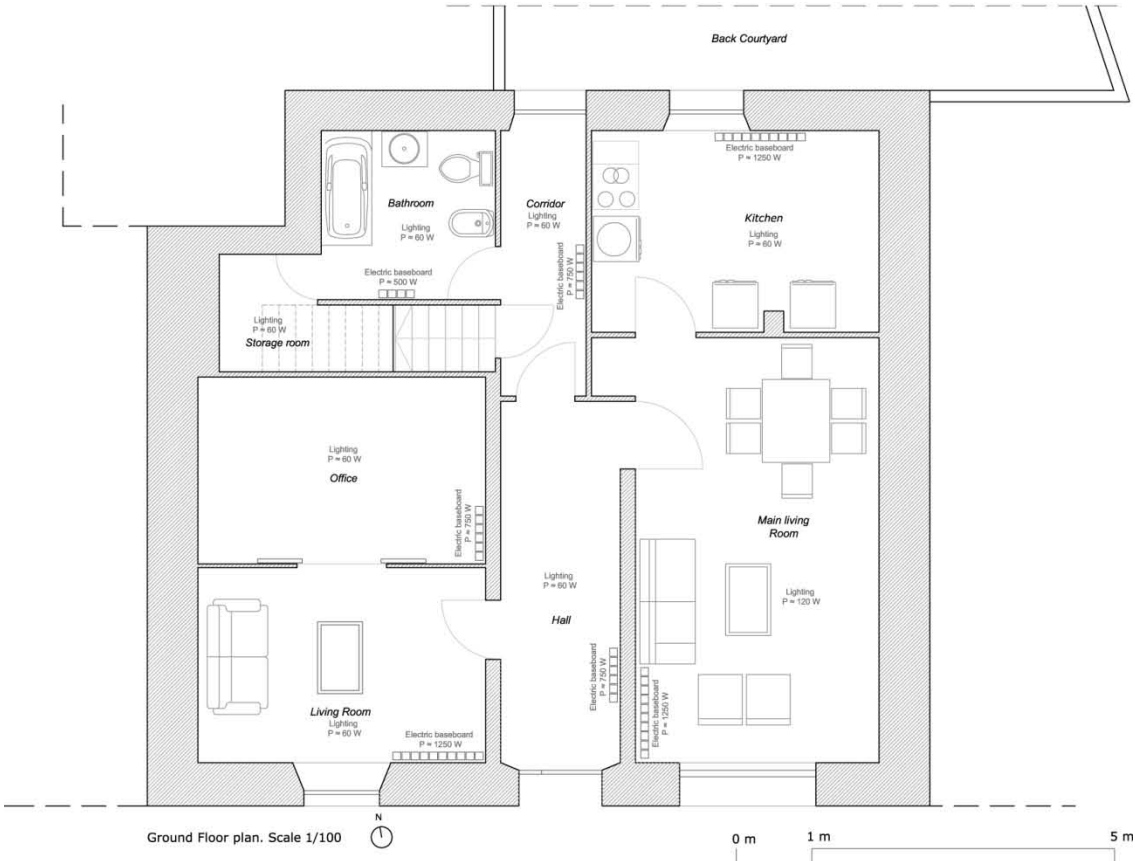 Back Courtyard
Electric baseboard
P ≈ 1250 W
Bathroom
Lighting
P ≈ 60 W
Electric baseboard
P ≈ 500 W
Corridor
Lighting
P ≈ 60 W
Electric baseboard
P ≈ 750 W
Kitchen
Lighting
P ≈ 60 W
Lighting
P ≈ 60 W
Storage room
Lighting
P ≈ 60 W
Office
Electric baseboard
P ≈ 750 W
Main living
Room
Lighting
P ≈ 120 W
Electric baseboard
P ≈ 1250 W
Lighting
P ≈ 60 W
Hall
Electric baseboard
P ≈ 750 W
Living Room
Lighting
P ≈ 60 W
Electric baseboard
P ≈ 1250 W
Ground Floor plan. Scale 1/100
N
0 m
1 m
5 m